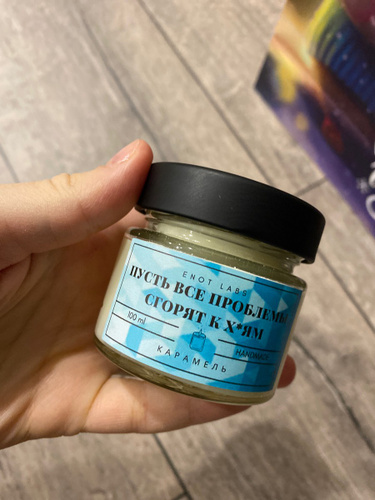 ENOT LABS
ПУСТЬ ВСЕ ПРОБЛЕМЫ
СГОРЯТ К Х*ЯМ
100 ml
HANDMADE
КАРАМЕЛЬ